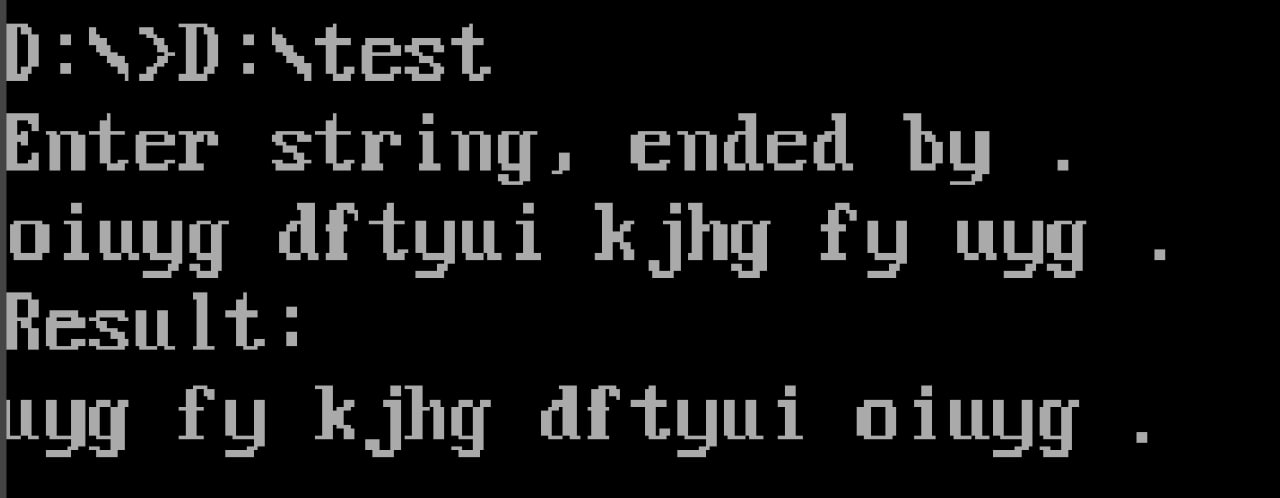 D:\>D:\test
Enter string, ended by .
oiuyg dftyui kjhg fy uyg .
Result:
uyg fy kjhg dftyui oiuyg .